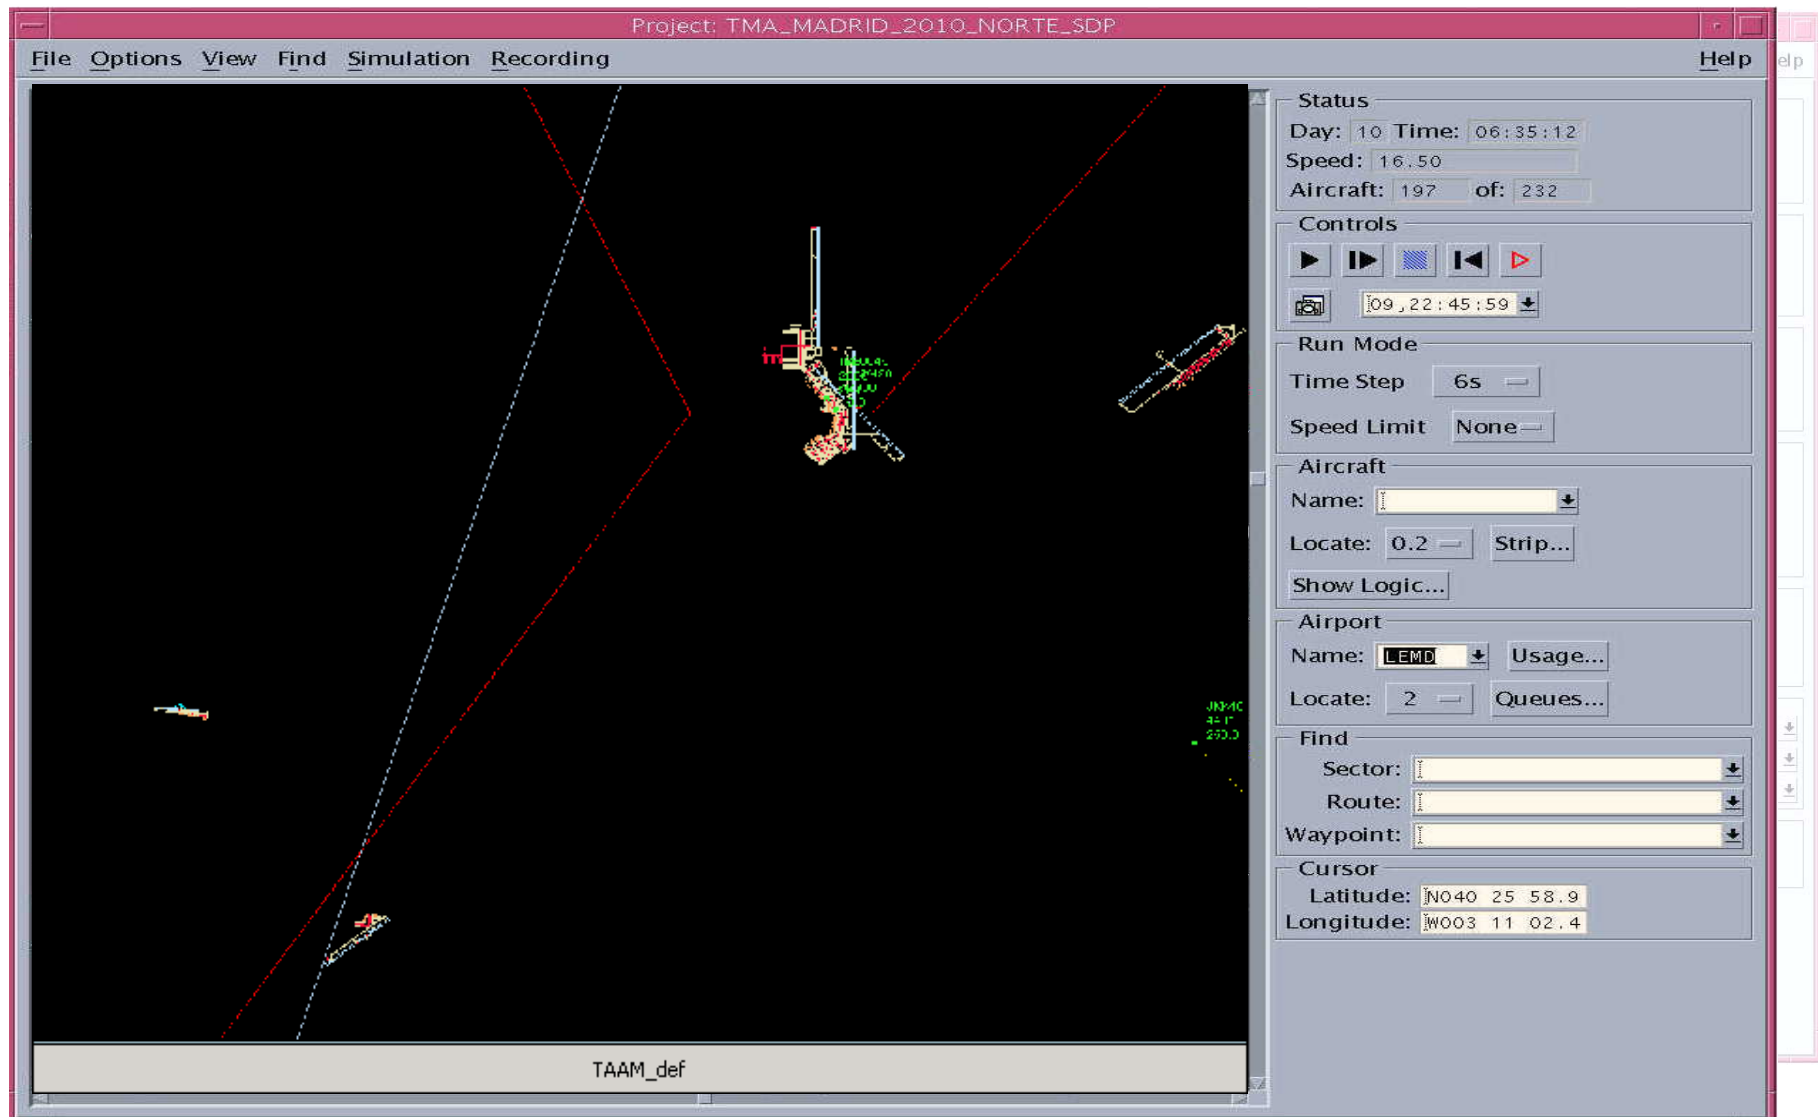 Project: TMA_MADRID_2010_NORTE_SDP
File Options View Find Simulation Recording Help
elp
Status
Day: 10 Time: 06:35:12
Speed: 16.50
Aircraft: 197 of: 232
Controls
09,22:45:59
Run Mode
Time Step 6s
Speed Limit None
Aircraft
Name:
Locate: 0.2 Strip...
Show Logic...
Airport
Name: LEMD Usage...
Locate: 2 Queues...
Find
Sector:
Route:
Waypoint:
Cursor
Latitude: N040 25 58.9
Longitude: W003 11 02.4
TAAM_def